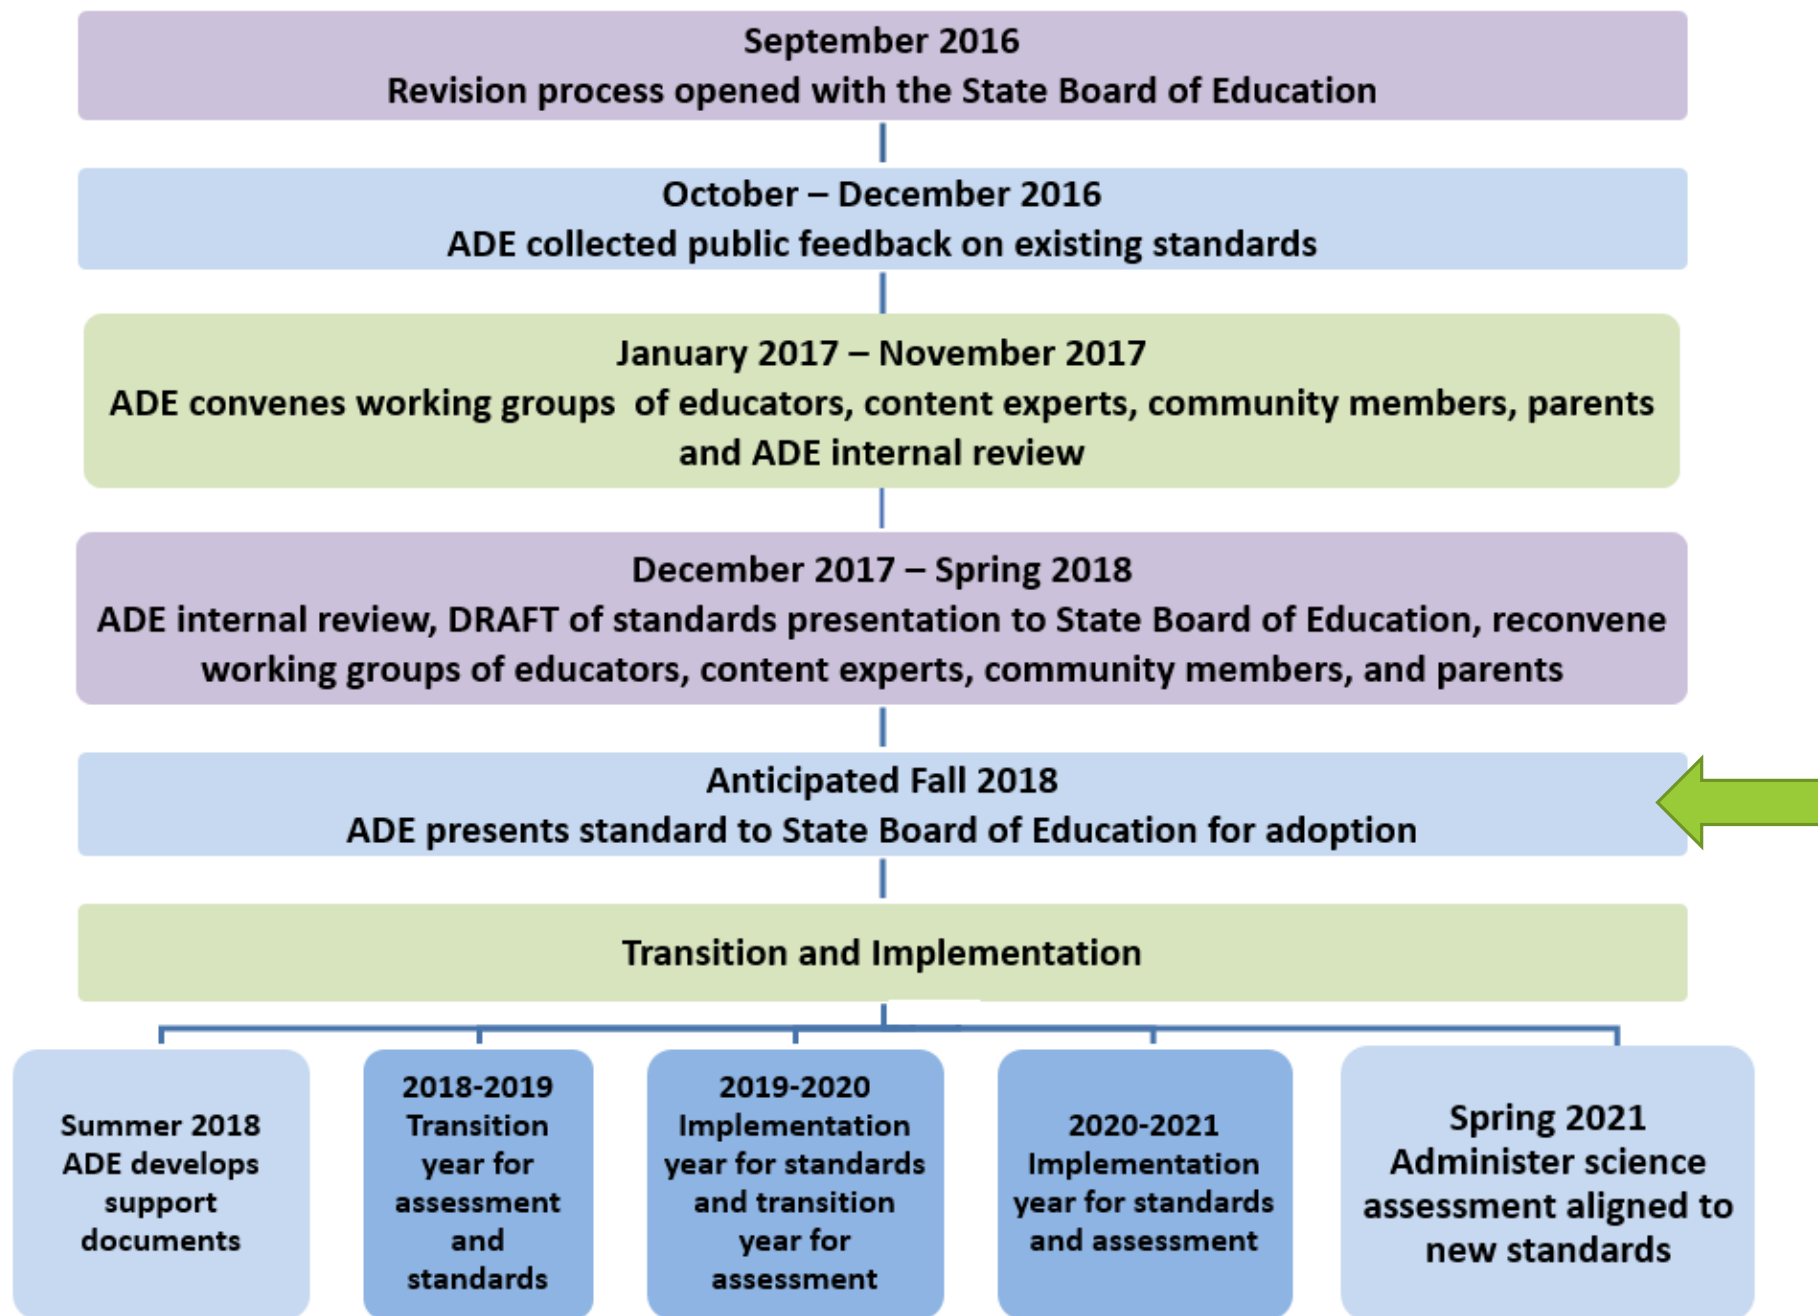 September 2016
Revision process opened with the State Board of Education
October – December 2016
ADE collected public feedback on existing standards
January 2017 – November 2017
ADE convenes working groups  of educators, content experts, community members, parents
and ADE internal review
December 2017 – Spring 2018
ADE internal review, DRAFT of standards presentation to State Board of Education, reconvene
working groups of educators, content experts, community members, and parents
Anticipated Fall 2018
ADE presents standard to State Board of Education for adoption
Transition and Implementation
Summer 2018
ADE develops
support
documents
2018-2019
Transition
year for
assessment
and
standards
2019-2020
Implementation
year for standards
and transition
year for
assessment
2020-2021
Implementation
year for standards
and assessment
Spring 2021
Administer science
assessment aligned to
new standards